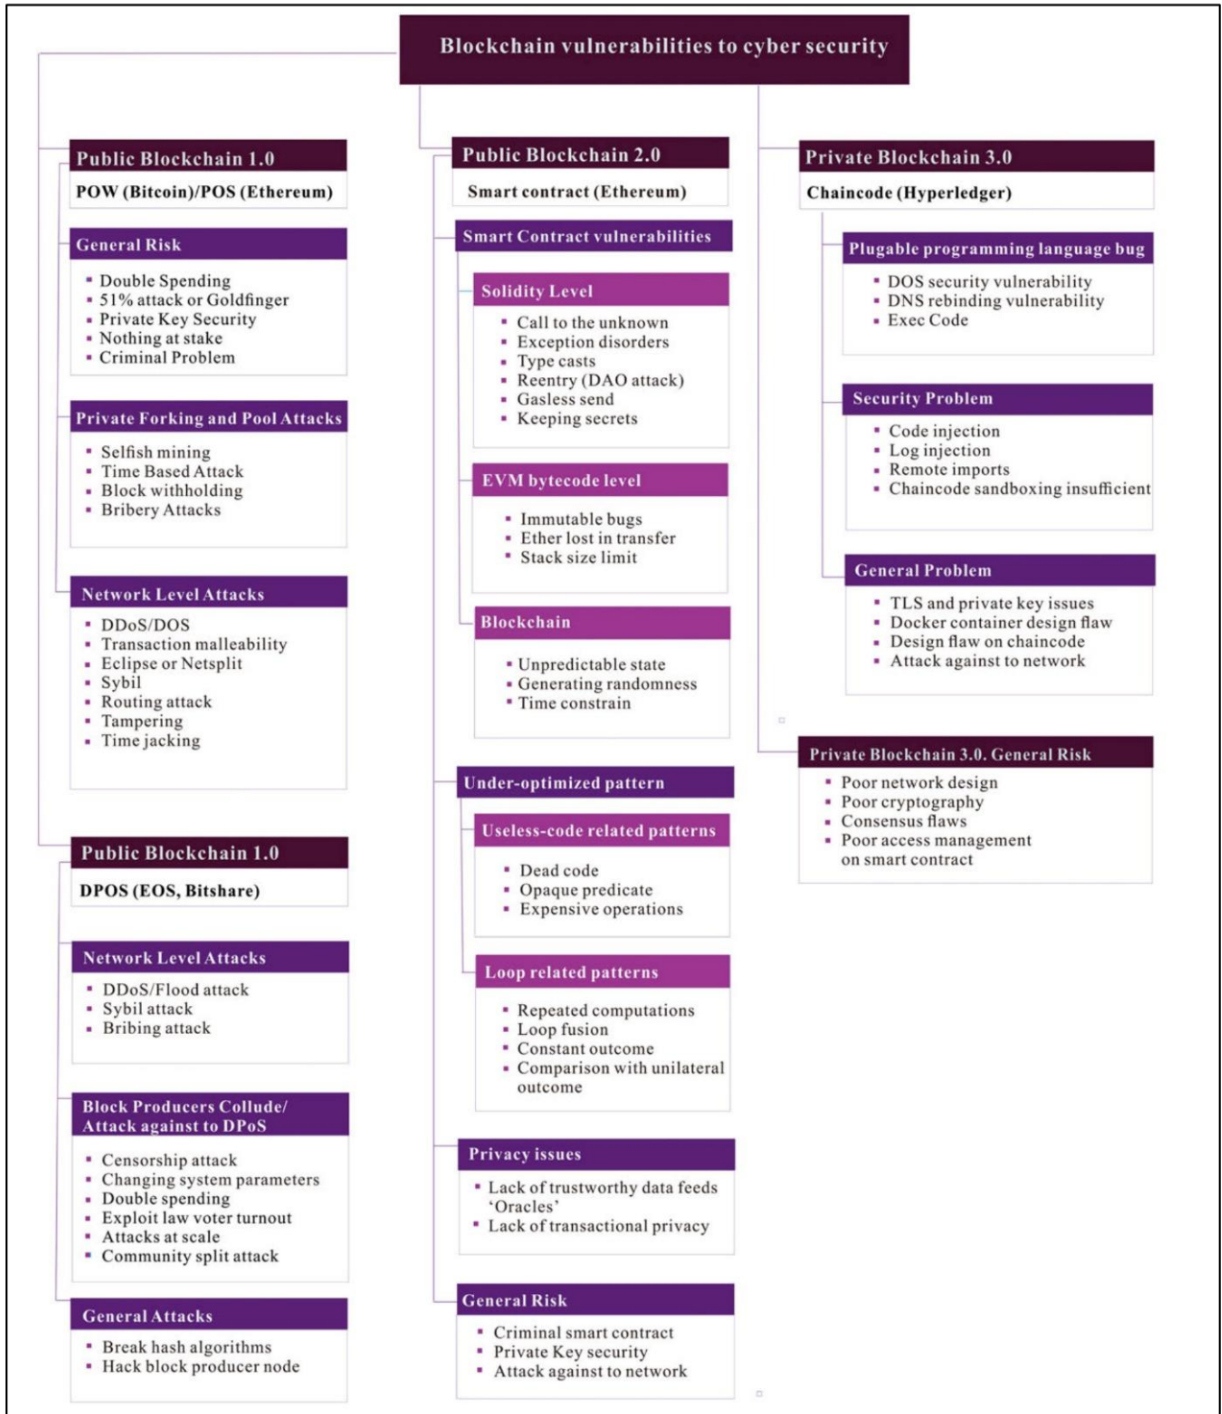 Blockchain vulnerabilities to cyber security
Public Blockchain 1.0
POW (Bitcoin)/POS (Ethereum)
General Risk
Double Spending
51% attack or Goldfinger
Private Key Security
Nothing at stake
Criminal Problem
Private Forking and Pool Attacks
Selfish mining
Time Based Attack
Block withholding
Bribery Attacks
Network Level Attacks
DDoS/DOS
Transaction malleability
Eclipse or Netsplit
Sybil
Routing attack
Tampering
Time jacking
Public Blockchain 1.0
DPOS (EOS, Bitshare)
Network Level Attacks
DDoS/Flood attack
Sybil attack
Bribing attack
Block Producers Collude/
Attack against to DPoS
Censorship attack
Changing system parameters
Double spending
Exploit law voter turnout
Attacks at scale
Community split attack
General Attacks
Break hash algorithms
Hack block producer node
Public Blockchain 2.0
Smart contract (Ethereum)
Smart Contract vulnerabilities
Solidity Level
Call to the unknown
Exception disorders
Type casts
Reentry (DAO attack)
Gasless send
Keeping secrets
EVM bytecode level
Immutable bugs
Ether lost in transfer
Stack size limit
Blockchain
Unpredictable state
Generating randomness
Time constrain
Under-optimized pattern
Useless-code related patterns
Dead code
Opaque predicate
Expensive operations
Loop related patterns
Repeated computations
Loop fusion
Constant outcome
Comparison with unilateral
outcome
Privacy issues
Lack of trustworthy data feeds
‘Oracles’
Lack of transactional privacy
General Risk
Criminal smart contract
Private Key security
Attack against to network
Private Blockchain 3.0
Chaincode (Hyperledger)
Plugable programming language bug
DOS security vulnerability
DNS rebinding vulnerability
Exec Code
Security Problem
Code injection
Log injection
Remote imports
Chaincode sandboxing insufficient
General Problem
TLS and private key issues
Docker container design flaw
Design flaw on chaincode
Attack against to network
Private Blockchain 3.0. General Risk
Poor network design
Poor cryptography
Consensus flaws
Poor access management
on smart contract